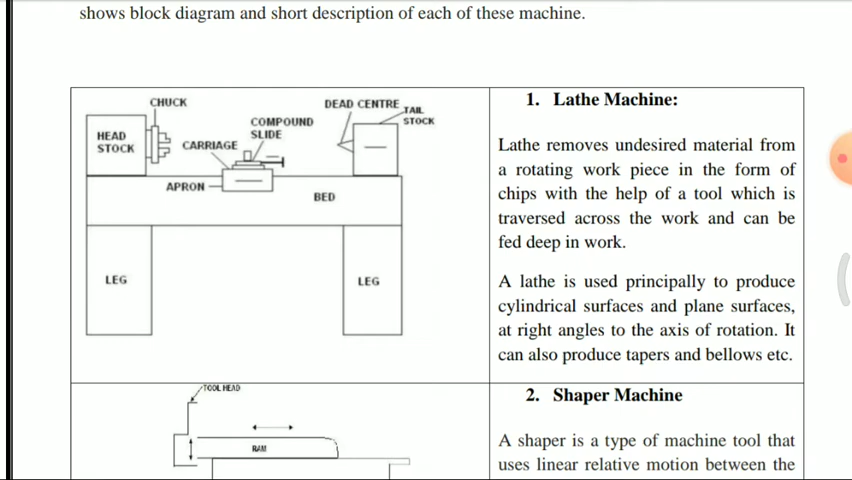 shows block diagram and short description of each of these machine.
CHUCK
DEAD CENTRE
TAIL
STOCK
COMPOUND
SLIDE
HEAD
STOCK
CARRIAGE
APRON
BED
LEG
LEG
1. Lathe Machine:
Lathe removes undesired material from
a rotating work piece in the form of
chips with the help of a tool which is
traversed across the work and can be
fed deep in work.
A lathe is used principally to produce
cylindrical surfaces and plane surfaces,
at right angles to the axis of rotation. It
can also produce tapers and bellows etc.
TOOL HEAD
RAM
2. Shaper Machine
A shaper is a type of machine tool that
uses linear relative motion between the